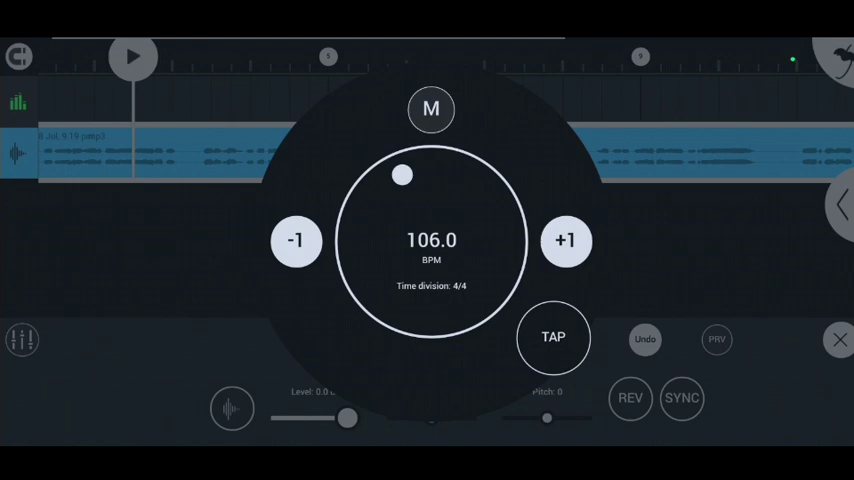 5
9
M
8 Jul, 9.19 pimp3
-1
106.0
+1
BPM
Time division: 4/4
TAP
Undo
PRV
Level: 0.0
Pitch: 0
REV
SYNC